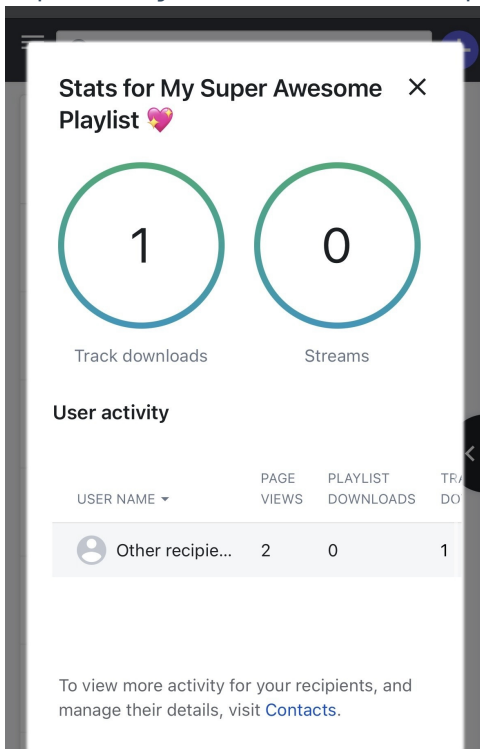 Stats for My Super Awesome
Playlist 💖
1
0
Track downloads
Streams
User activity
USER NAME
PAGE VIEWS
PLAYLIST DOWNLOADS
Other recipie...
2
0
1
To view more activity for your recipients, and
manage their details, visit Contacts.